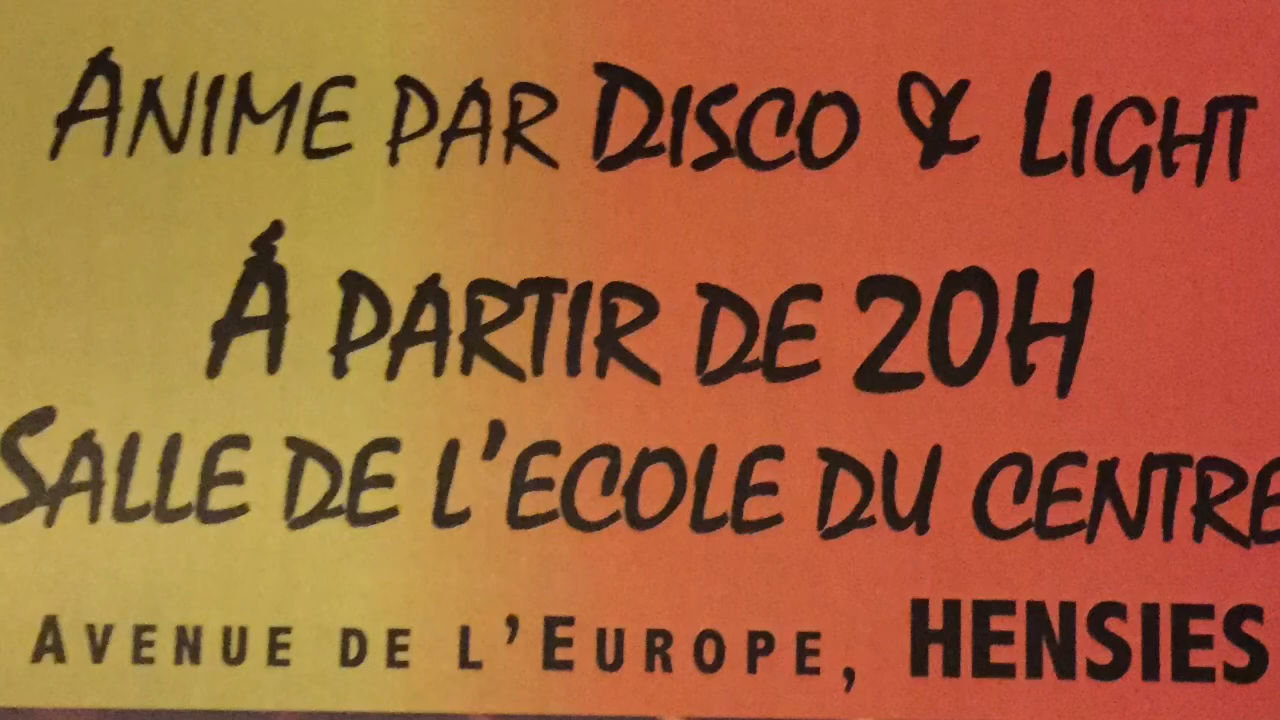 ANIME PAR DISCO & LIGHT
À PARTIR DE 20H
SALLE DE L'ECOLE DU CENTRE
AVENUE DE L'EUROPE, HENSIES